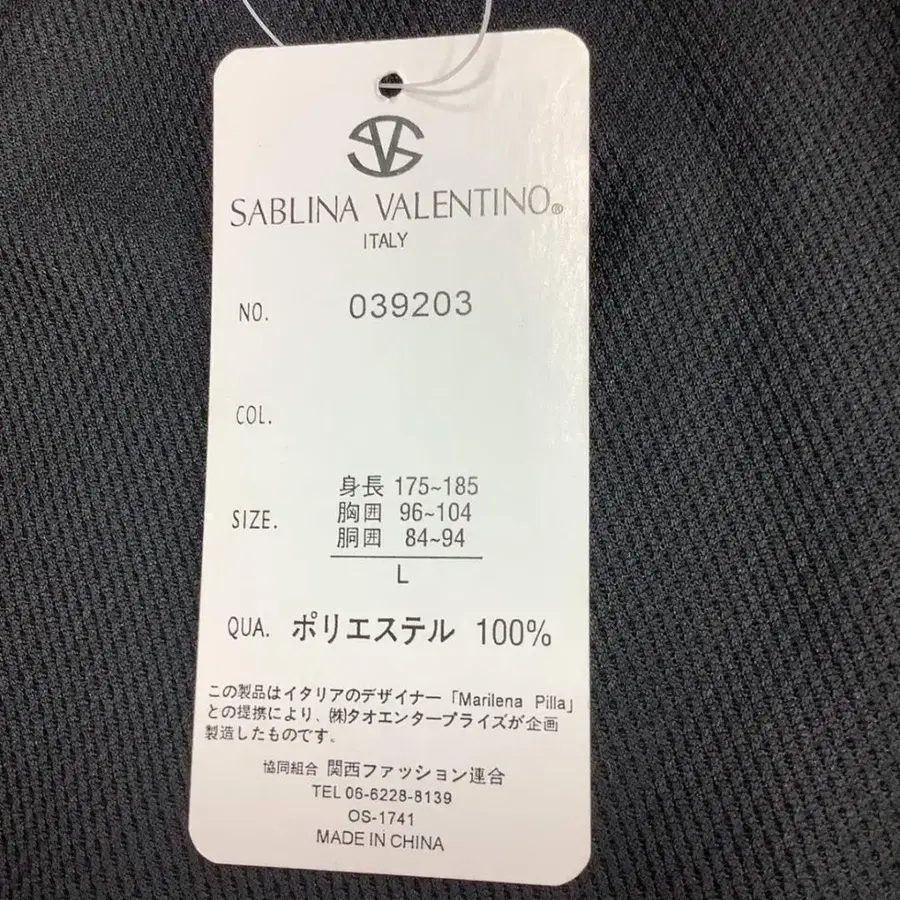 SV
SABLINA VALENTINO®
ITALY
NO. 039203
COL.
身長 175~185
胸囲 96~104
SIZE.
胴囲 84~94
L
QUA. ポリエステル 100%
この製品はイタリアのデザイナー「Marilena Pilla」
との提携により、㈱タオエンタープライズが企画
製造したものです。
協同組合 関西ファッション連合
TEL 06-6228-8139
OS-1741
MADE IN CHINA